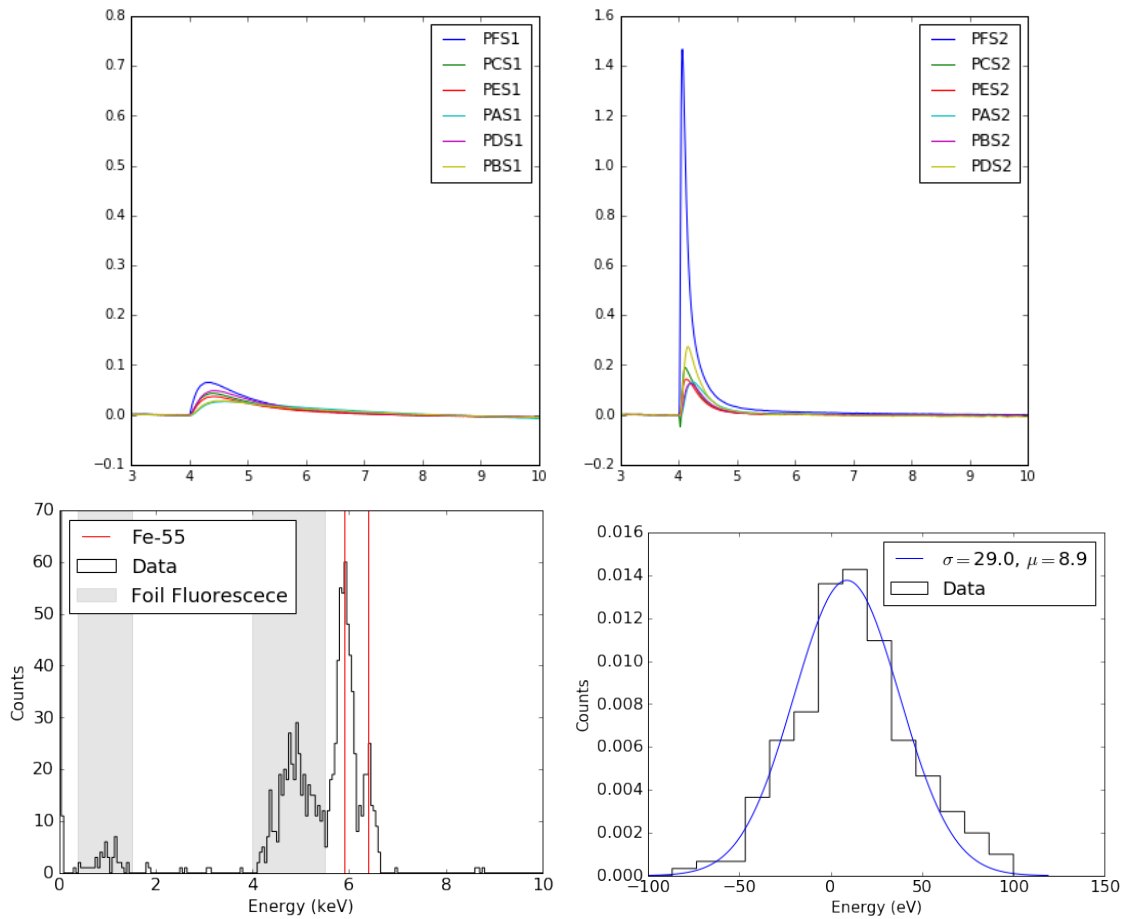 0.8
0.7
0.6
0.5
0.4
0.3
0.2
0.1
0.0
−0.1
3 4 5 6 7 8 9 10
PFS1
PCS1
PES1
PAS1
PDS1
PBS1
1.6
1.4
1.2
1.0
0.8
0.6
0.4
0.2
0.0
−0.2
3 4 5 6 7 8 9 10
PFS2
PCS2
PES2
PAS2
PBS2
PDS2
70
60
50
40
30
20
10
0
Counts
0 2 4 6 8 10
Energy (keV)
Fe-55
Data
Foil Fluorescece
0.016
0.014
0.012
0.010
0.008
0.006
0.004
0.002
0.000
Counts
−100 −50 0 50 100 150
Energy (eV)
σ=29.0, μ=8.9
Data